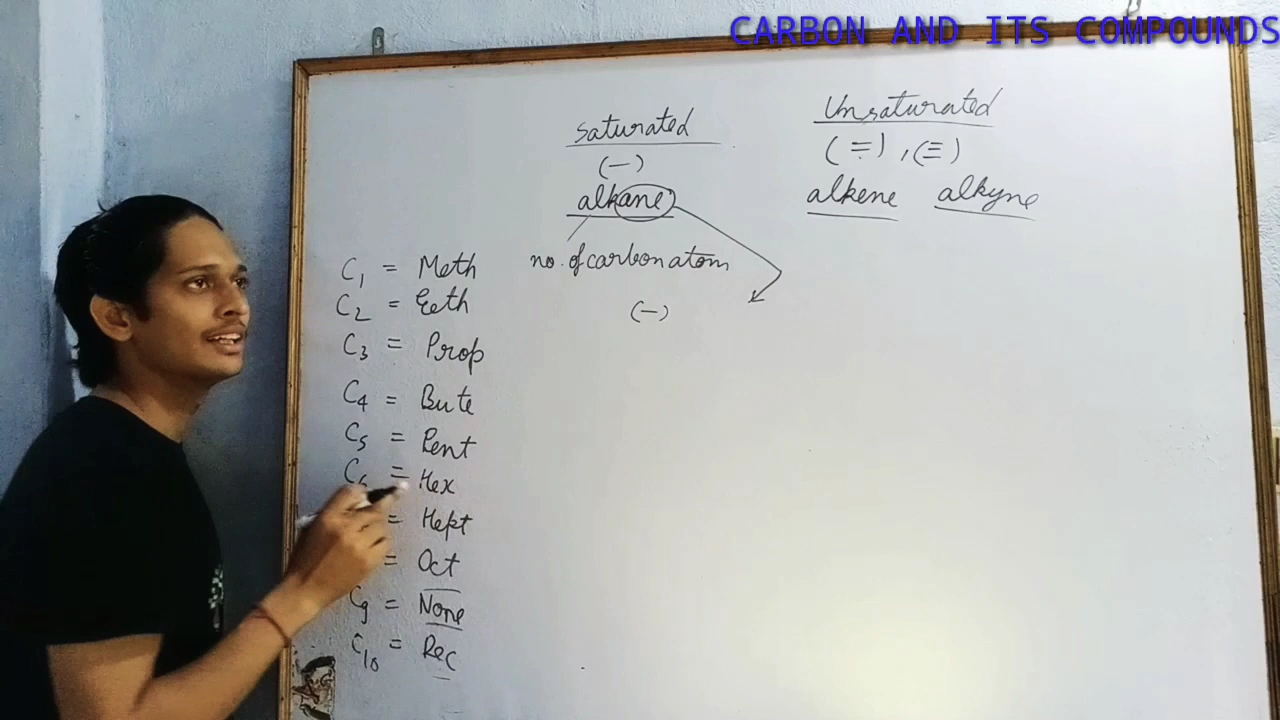 CARBON AND ITS COMPOUNDS
saturated
(—)
alkane
no. of carbon atom
(—)
Unsaturated
(=), (≡)
alkene alkyne
C1 = Meth
C2 = Eeth
C3 = Prop
C4 = Bute
C5 = Pent
C6 = Hex
= Hept
= Oct
C9 = None
C10 = Rec